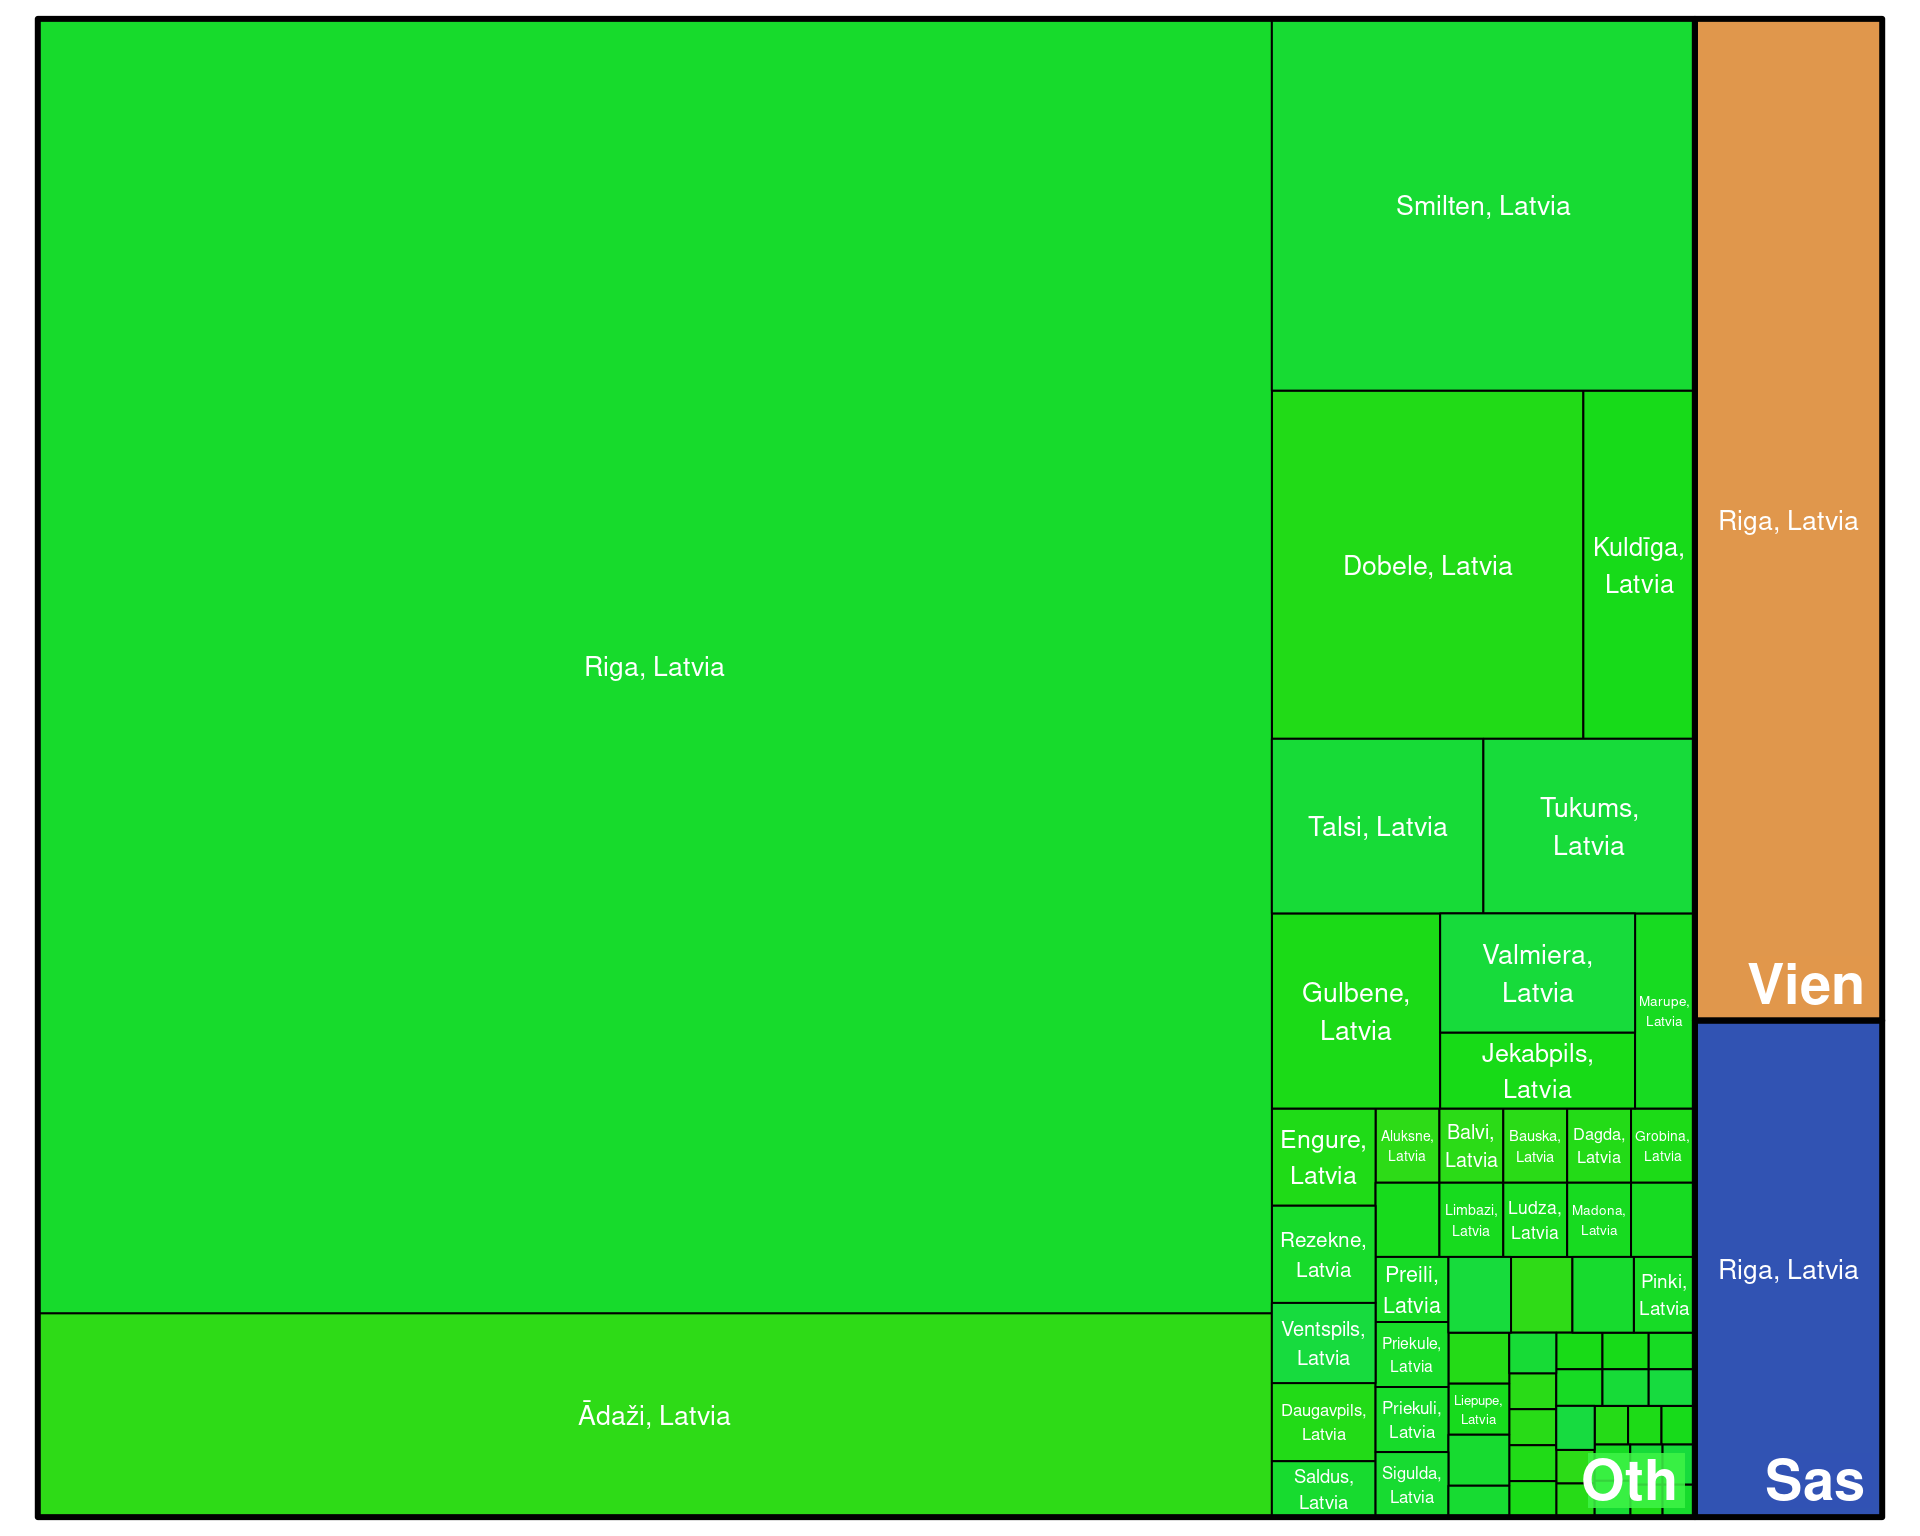 Riga, Latvia
Ādaži, Latvia
Smilten, Latvia
Dobele, Latvia
Kuldīga,
Latvia
Talsi, Latvia
Tukums,
Latvia
Gulbene,
Latvia
Valmiera,
Latvia
Jekabpils,
Latvia
Marupe,
Latvia
Engure,
Latvia
Aluksne,
Latvia
Balvi,
Latvia
Bauska,
Latvia
Dagda,
Latvia
Grobina,
Latvia
Limbazi,
Latvia
Ludza,
Latvia
Madona,
Latvia
Rezekne,
Latvia
Preili,
Latvia
Pinki,
Latvia
Ventspils,
Latvia
Priekule,
Latvia
Daugavpils,
Latvia
Priekuli,
Latvia
Liepupe,
Latvia
Saldus,
Latvia
Sigulda,
Latvia
Oth
Riga, Latvia
Vien
Riga, Latvia
Sas